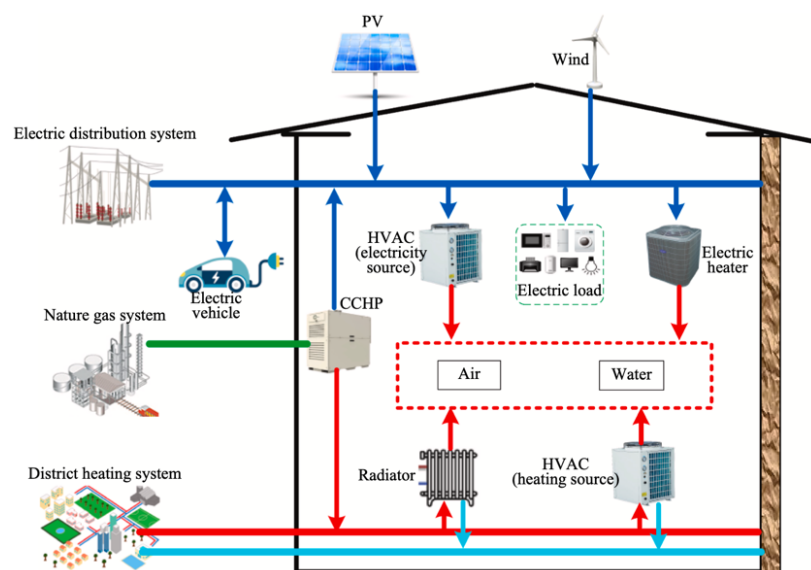 PV
Wind
Electric distribution system
HVAC
(electricity
source)
Electric load
Electric
heater
Electric
vehicle
CCHP
Nature gas system
Air
Water
District heating system
Radiator
HVAC
(heating source)